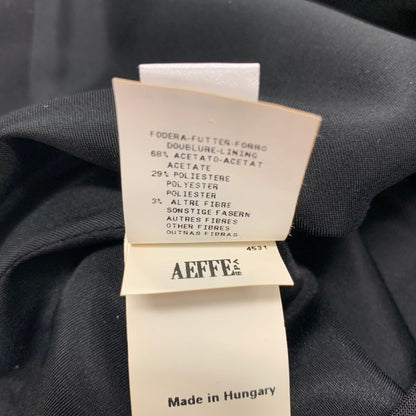 FODERA-FUTTER-FORRO
DOUBLURE-LINING
68% ACETATO-ACETAT
ACETATE
29% POLIESTERE
POLYESTER
POLIESTER
3% ALTRE FIBRE
SONSTIGE FASERN
AUTRES FIBRES
OTHER FIBRES
OUTRAS FIBRAS
4531
AEFFE SPA
Made in Hungary